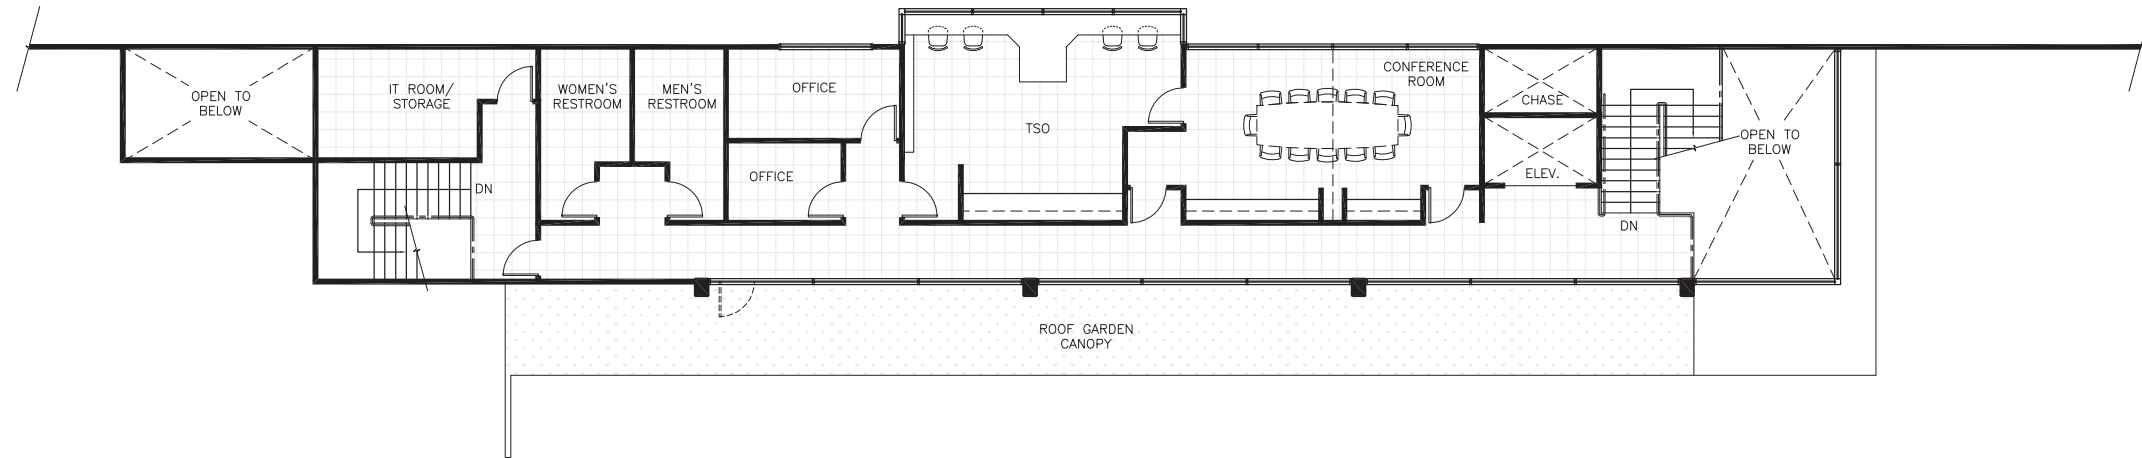 OPEN TO
BELOW
IT ROOM/
STORAGE
WOMEN'S
RESTROOM
MEN'S
RESTROOM
OFFICE
OFFICE
TSO
CONFERENCE
ROOM
CHASE
ELEV.
OPEN TO
BELOW
DN
DN
ROOF GARDEN
CANOPY